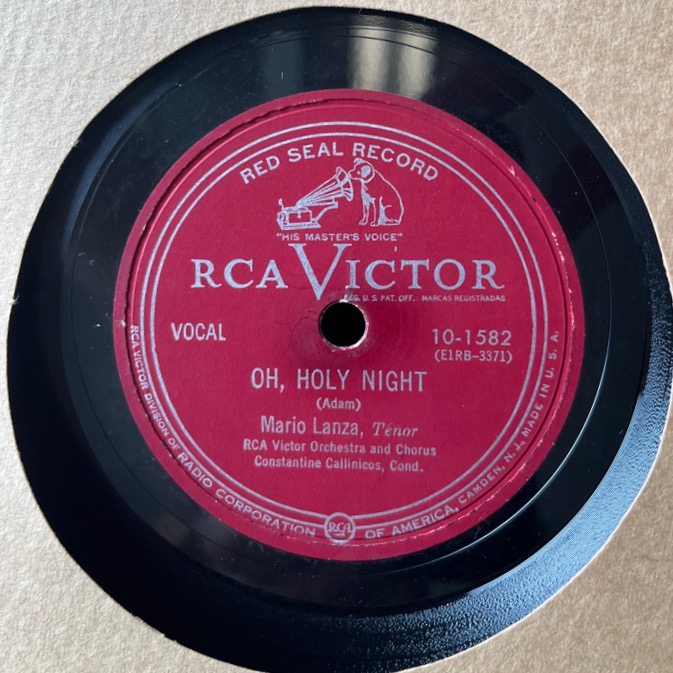 RED SEAL RECORD
"HIS MASTER'S VOICE"
RCA VICTOR
REG. U.S. PAT. OFF. MARCAS REGISTRADAS
VOCAL
10-1582
(E1RB-3371)
OH, HOLY NIGHT
(Adam)
Mario Lanza, Ténor
RCA Victor Orchestra and Chorus
Constantine Callinicos, Cond.
RCA VICTOR DIVISION OF RADIO CORPORATION RCA OF AMERICA, CAMDEN, N. J. MADE IN U. S. A.